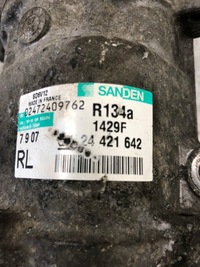 SD6V12
SANDEN
MADE IN FRANCE
02472409762
R134a
1429F
7 9 07
24 421 642
RL